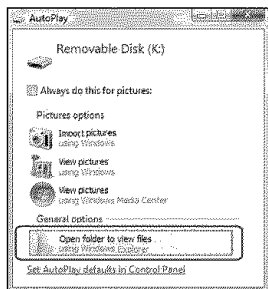 AutoPlay
Removable Disk (K:)
Always do this for pictures:
Pictures options
Import pictures
using Windows
View pictures
using Windows
View pictures
using Windows Media Center
General options
Open folder to view files
using Windows Explorer
Set AutoPlay defaults in Control Panel